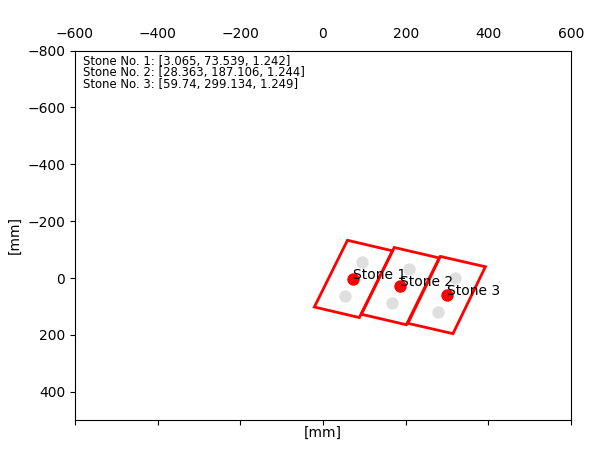 −600 −400 −200 0 200 400 600
−800
Stone No. 1: [3.065, 73.539, 1.242]
Stone No. 2: [28.363, 187.106, 1.244]
Stone No. 3: [59.74, 299.134, 1.249]
−600
−400
−200
[mm]
0
Stone 1
Stone 2
Stone 3
200
400
[mm]